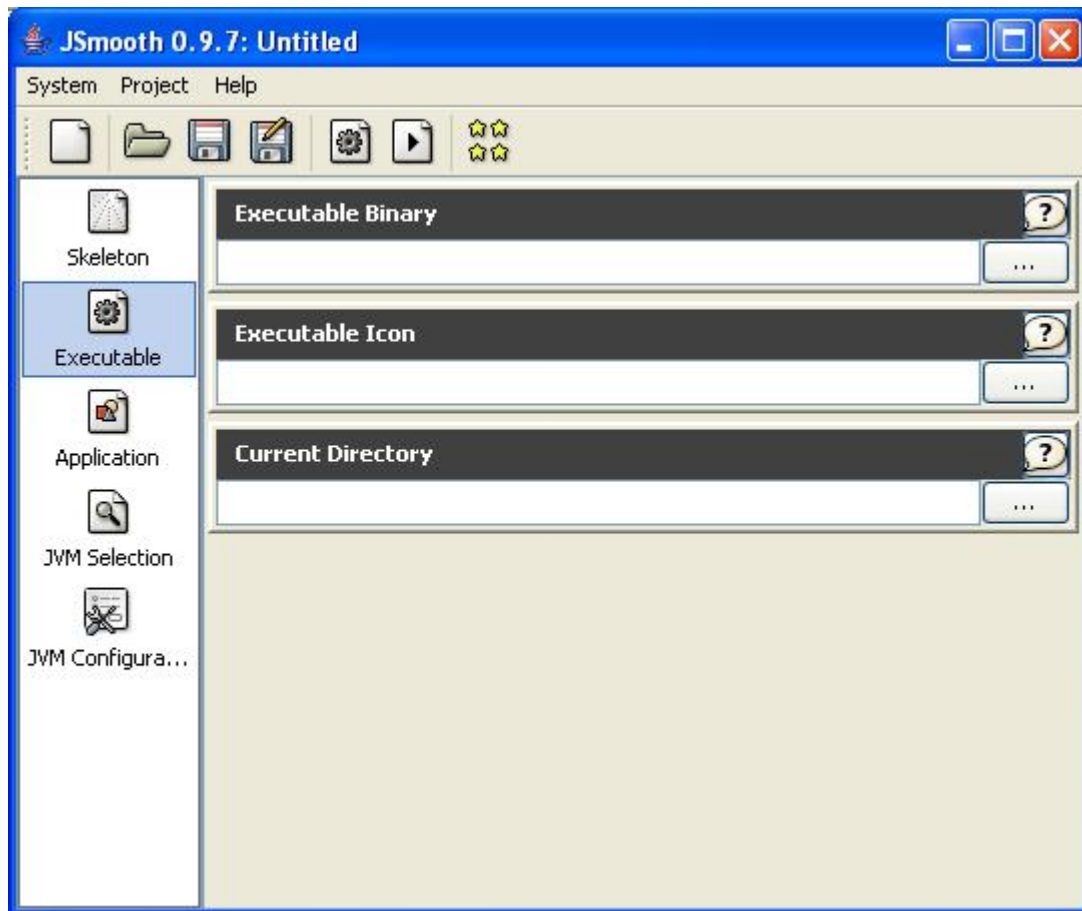 JSmooth 0.9.7: Untitled
System Project Help
Skeleton
Executable
Application
JVM Selection
JVM Configura...
Executable Binary ?
...
Executable Icon ?
...
Current Directory ?
...